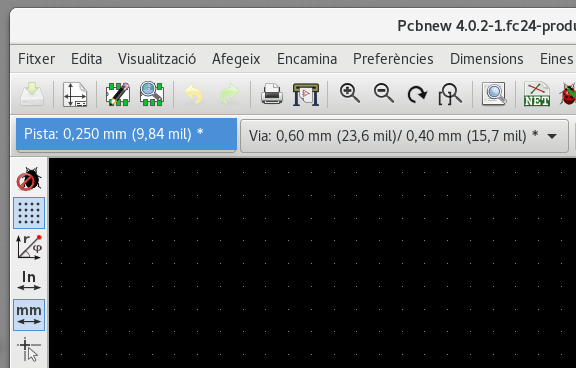 Pcbnew 4.0.2-1.fc24-produ
Fitxer Edita Visualització Afegeix Encamina Preferències Dimensions Eines
NET
Pista: 0,250 mm (9,84 mil) * Via: 0,60 mm (23,6 mil)/ 0,40 mm (15,7 mil) *
r φ
In
mm